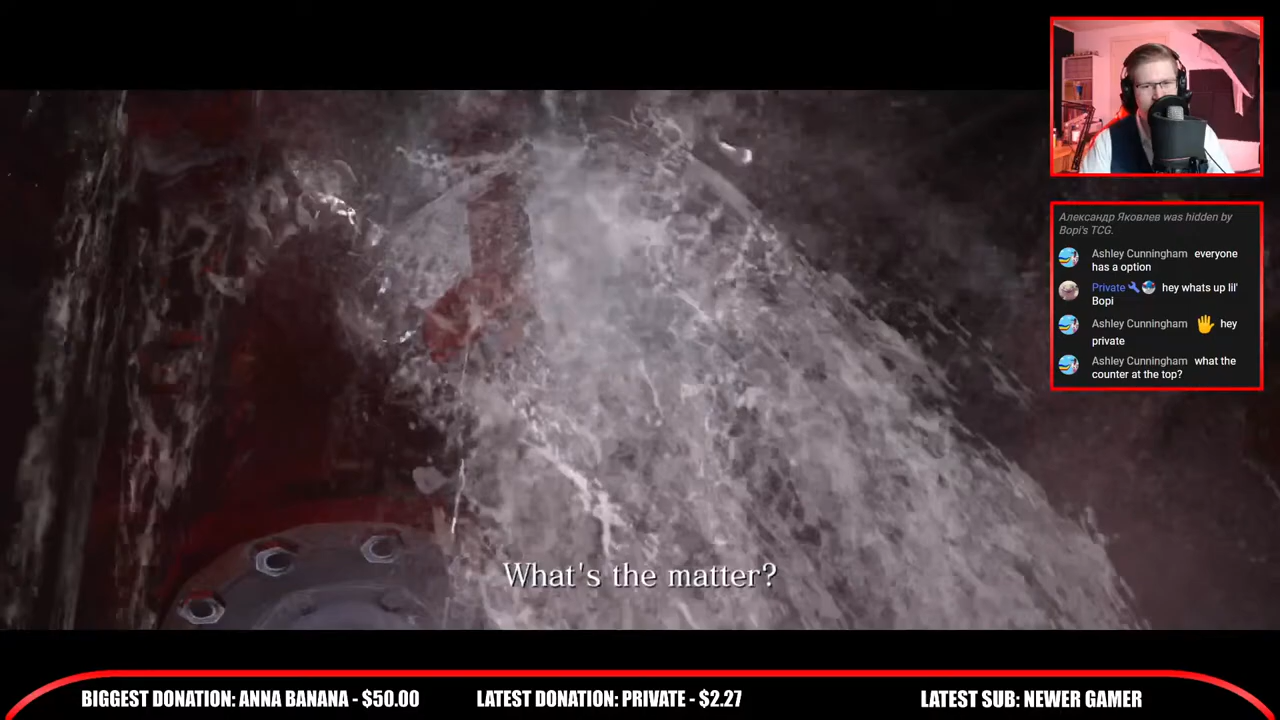 Александр Яковлев was hidden by
Bopi's TCG.
Ashley Cunningham everyone
has a option
Private hey whats up lil'
Bopi
Ashley Cunningham 🖐 hey
private
Ashley Cunningham what the
counter at the top?
What's the matter?
BIGGEST DONATION: ANNA BANANA - $50.00
LATEST DONATION: PRIVATE - $2.27
LATEST SUB: NEWER GAMER